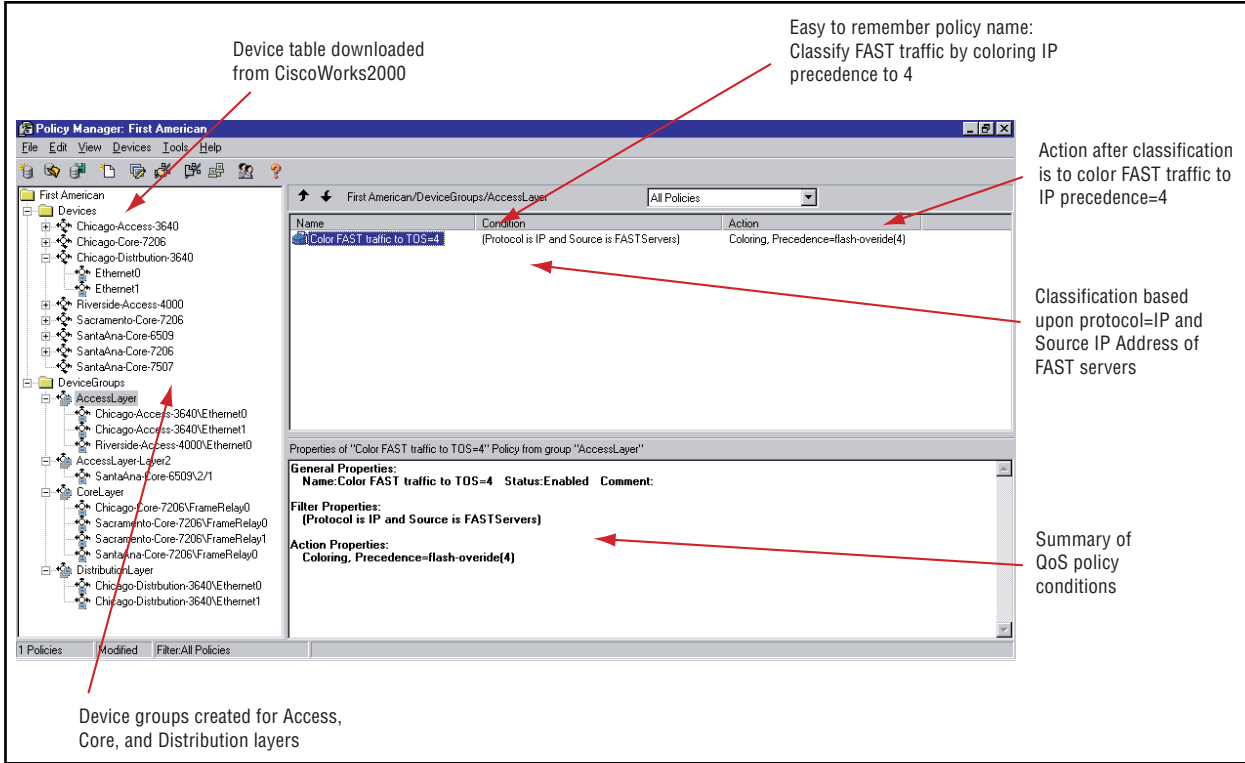 Device table downloaded
from CiscoWorks2000
Easy to remember policy name:
Classify FAST traffic by coloring IP
precedence to 4
Policy Manager: First American
File Edit View Devices Tools Help
First American
Devices
Chicago-Access-3640
Chicago-Core-7206
Chicago-Distrbution-3640
Ethernet0
Ethernet1
Riverside-Access-4000
Sacramento-Core-7206
SantaAna-Core-6509
SantaAna-Core-7206
SantaAna-Core-7507
DeviceGroups
AccessLayer
Chicago-Access-3640\Ethernet0
Chicago-Access-3640\Ethernet1
Riverside-Access-4000\Ethernet0
AccessLayer-Layer2
SantaAna-Core-6509\2/1
CoreLayer
Chicago-Core-7206\FrameRelay0
Sacramento-Core-7206\FrameRelay0
Sacramento-Core-7206\FrameRelay1
SantaAna-Core-7206\FrameRelay0
DistributionLayer
Chicago-Distrbution-3640\Ethernet0
Chicago-Distrbution-3640\Ethernet1
First American/DeviceGroups/AccessLayer All Policies
Name Condition Action
Color FAST traffic to TOS=4 (Protocol is IP and Source is FASTServers) Coloring, Precedence=flash-overide(4)
Properties of "Color FAST traffic to TOS=4" Policy from group "AccessLayer"
General Properties:
Name:Color FAST traffic to TOS=4 Status:Enabled Comment:
Filter Properties:
(Protocol is IP and Source is FASTServers)
Action Properties:
Coloring, Precedence=flash-overide(4)
1 Policies Modified Filter:All Policies
Action after classification
is to color FAST traffic to
IP precedence=4
Classification based
upon protocol=IP and
Source IP Address of
FAST servers
Summary of
QoS policy
conditions
Device groups created for Access,
Core, and Distribution layers